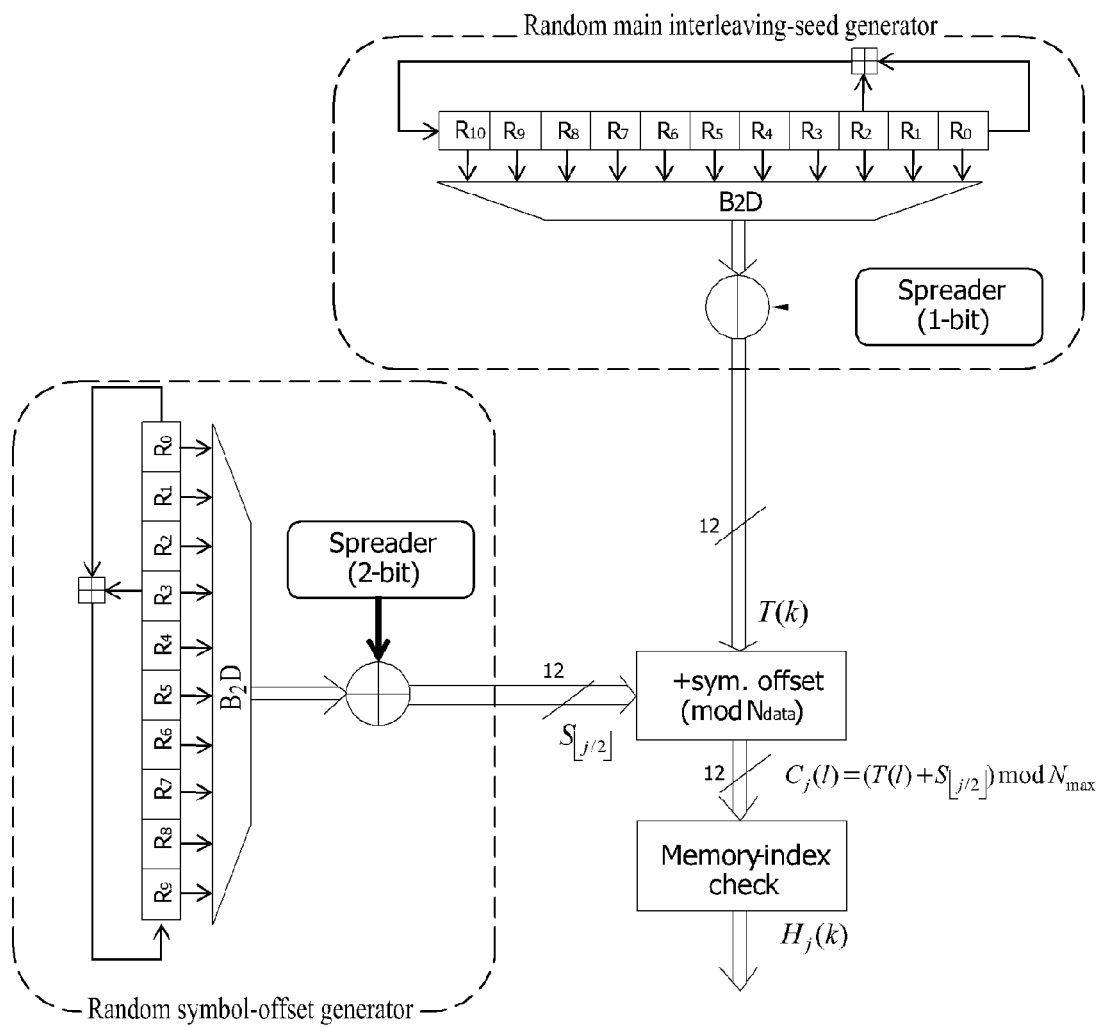 Random main interleaving-seed generator
R10 R9 R8 R7 R6 R5 R4 R3 R2 R1 R0
B2D
Spreader
(1-bit)
12
T(k)
R0
R1
R2
R3
R4
R5
R6
R7
R8
R9
B2D
Spreader
(2-bit)
12
S⌊j/2⌋
+sym. offset
(mod Ndata)
12
Cj(l)=(T(l)+S⌊j/2⌋) mod Nmax
Memory-index
check
Hj(k)
Random symbol-offset generator